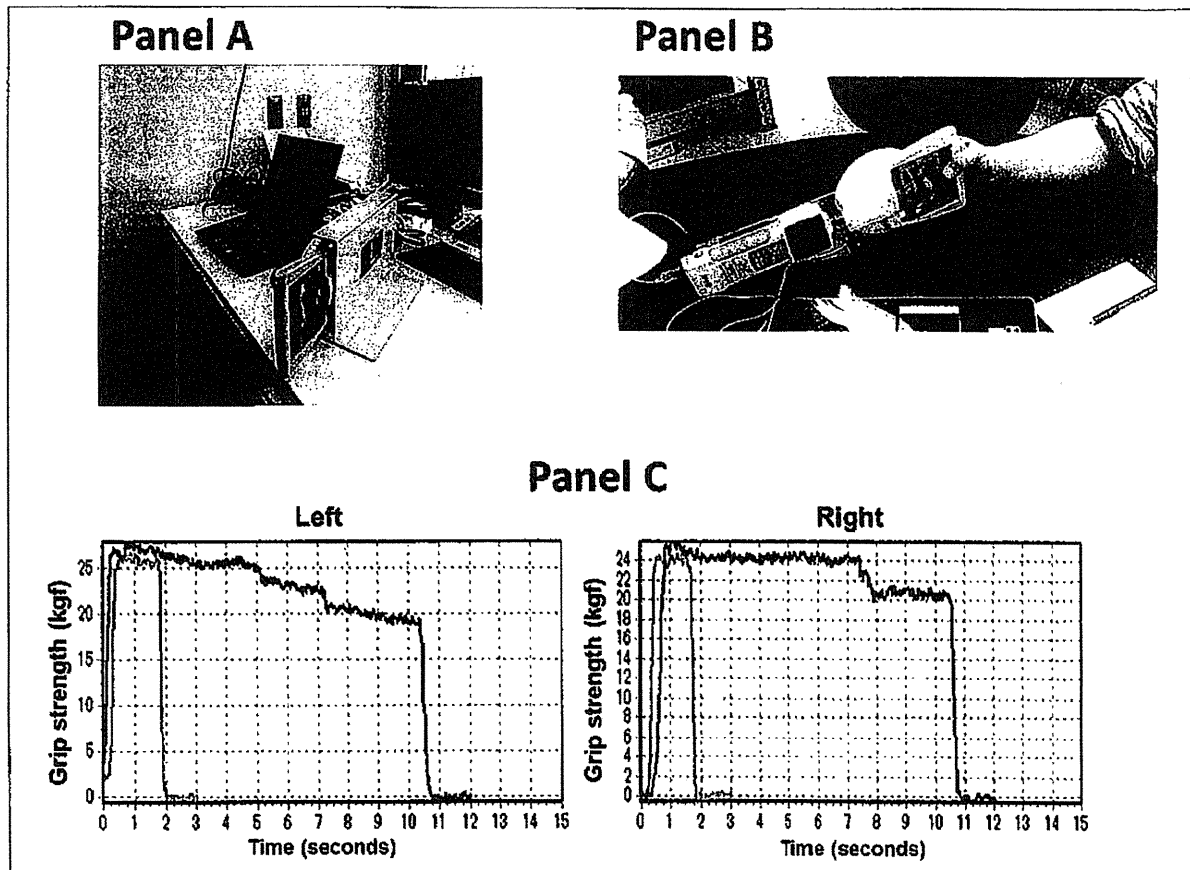 Panel A
Panel B
Panel C
Left
Right
Grip strength (kgf)
25
20
15
10
5
0
0 1 2 3 4 5 6 7 8 9 10 11 12 13 14 15
Time (seconds)
Grip strength (kgf)
24
22
20
18
16
14
12
10
8
6
4
2
0
0 1 2 3 4 5 6 7 8 9 10 11 12 13 14 15
Time (seconds)